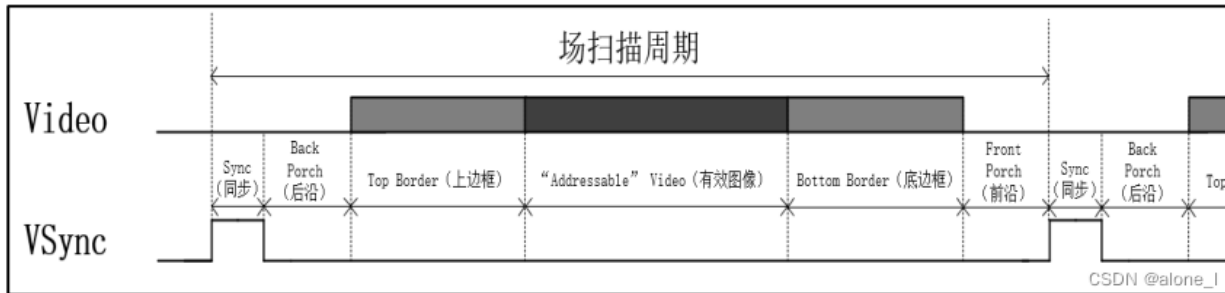 场扫描周期
Video
Sync
(同步)
Back
Porch
(后沿)
Top Border(上边框)
“Addressable” Video(有效图像)
Bottom Border(底边框)
Front
Porch
(前沿)
Sync
(同步)
Back
Porch
(后沿)
Top
VSync
CSDN @alone_l